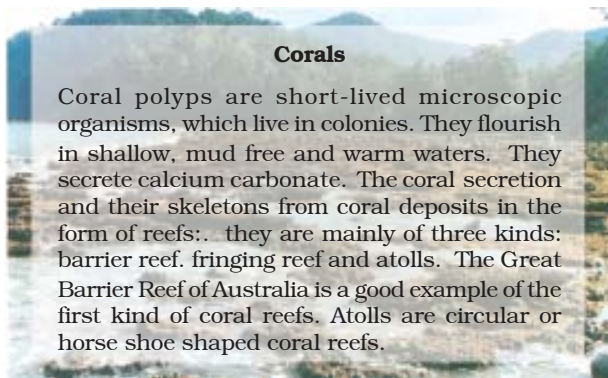 Corals
Coral polyps are short-lived microscopic
organisms, which live in colonies. They flourish
in shallow, mud free and warm waters. They
secrete calcium carbonate. The coral secretion
and their skeletons from coral deposits in the
form of reefs:. they are mainly of three kinds:
barrier reef. fringing reef and atolls. The Great
Barrier Reef of Australia is a good example of the
first kind of coral reefs. Atolls are circular or
horse shoe shaped coral reefs.